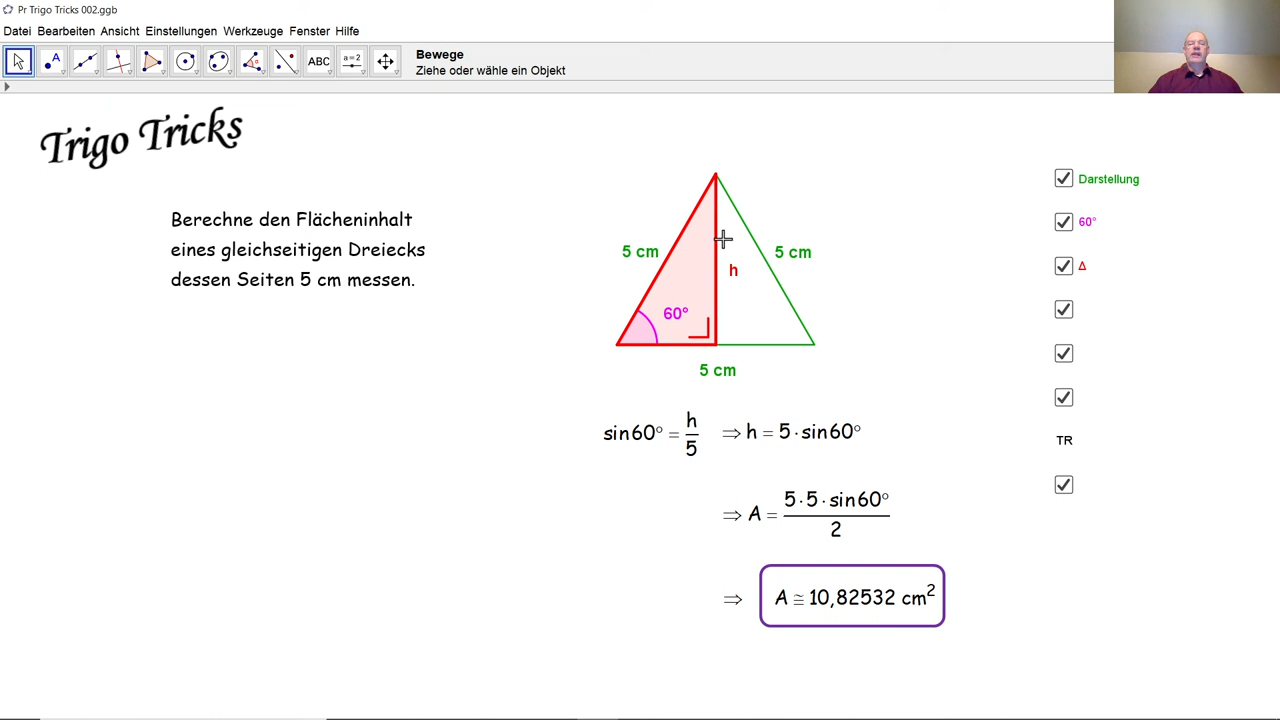 Pr Trigo Tricks 002.ggb
Datei Bearbeiten Ansicht Einstellungen Werkzeuge Fenster Hilfe
A ABC a=2 Bewege
Ziehe oder wähle ein Objekt
Trigo Tricks
Berechne den Flächeninhalt
eines gleichseitigen Dreiecks
dessen Seiten 5 cm messen.
5 cm
5 cm
h
60°
5 cm
sin60° = h/5 ⇒ h = 5·sin60°
⇒ A = 5·5·sin60°/2
⇒ A ≅ 10,82532 cm²
Darstellung
60°
Δ
TR